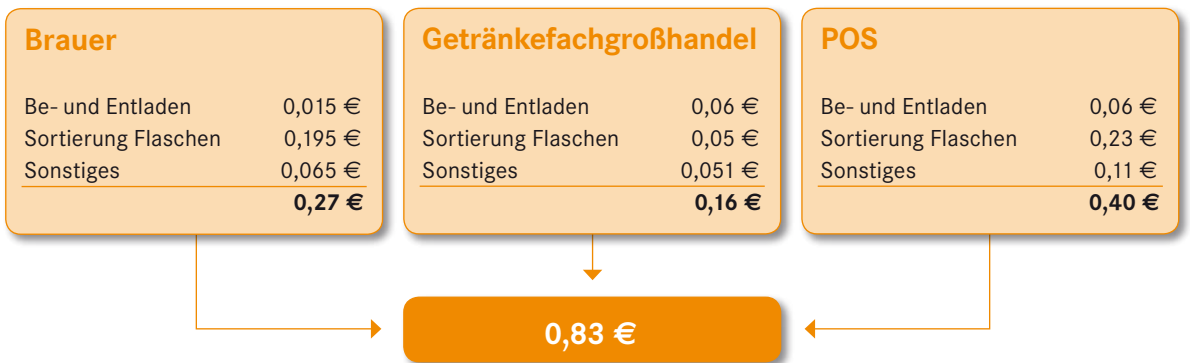 Brauer
Be- und Entladen 0,015 €
Sortierung Flaschen 0,195 €
Sonstiges 0,065 €
0,27 €
Getränkefachgroßhandel
Be- und Entladen 0,06 €
Sortierung Flaschen 0,05 €
Sonstiges 0,051 €
0,16 €
POS
Be- und Entladen 0,06 €
Sortierung Flaschen 0,23 €
Sonstiges 0,11 €
0,40 €
0,83 €